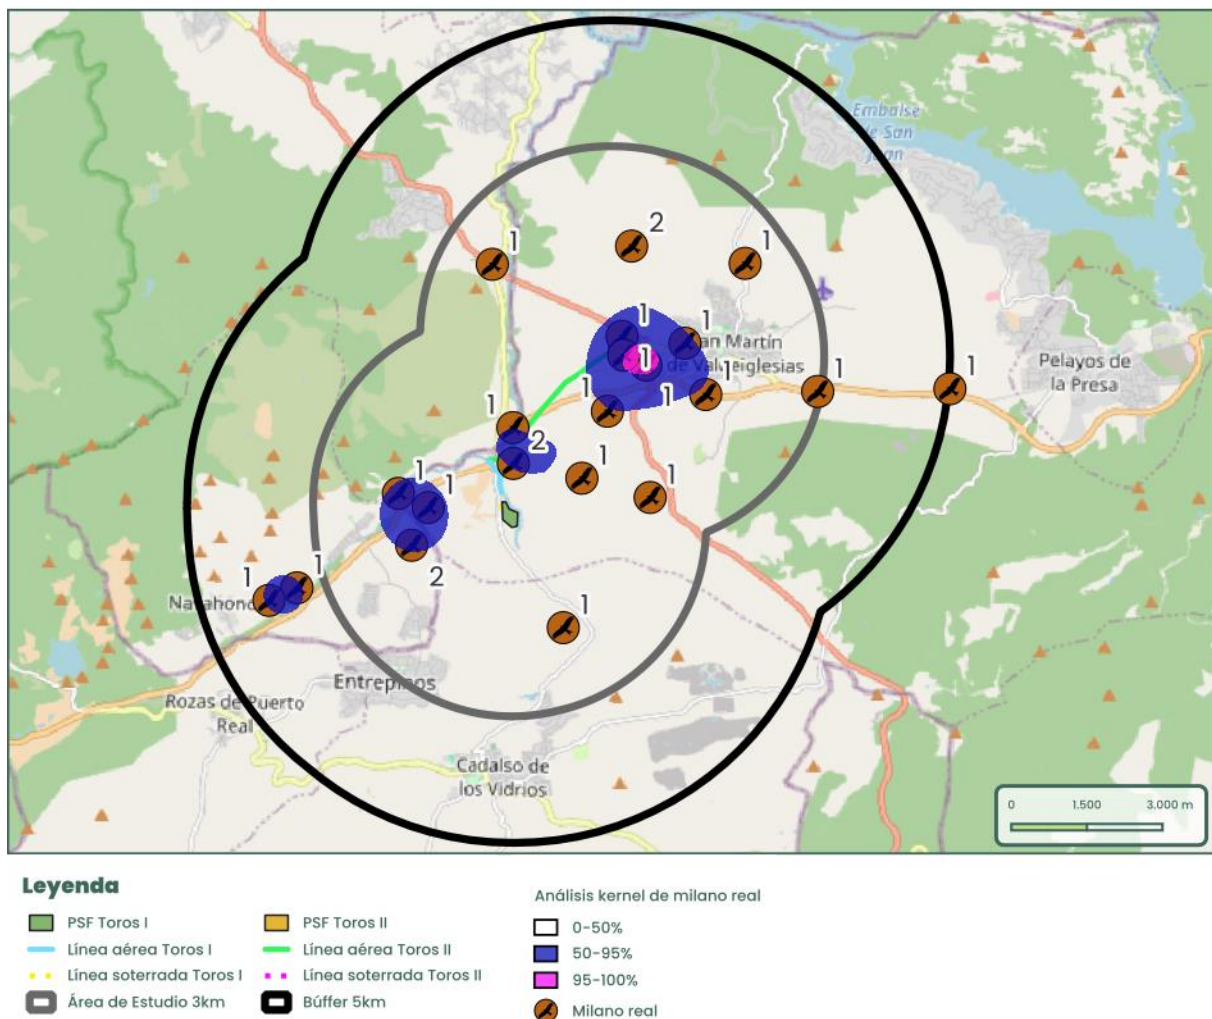 Embalse
de San
Juan
2
1
1
1
1
1
an Martín
de Valdeiglesias
Pelayos de
la Presa
1
1
1
1
1
1
2
1
1
1
1
2
1
1
Navahond
1
Entrepinos
Rozas de Puerto
Real
Cadalso de
los Vidrios
0 1.500 3.000 m
Leyenda
PSF Toros I
Línea aérea Toros I
Línea soterrada Toros I
Área de Estudio 3km
PSF Toros II
Línea aérea Toros II
Línea soterrada Toros II
Búffer 5km
Análisis kernel de milano real
0-50%
50-95%
95-100%
Milano real